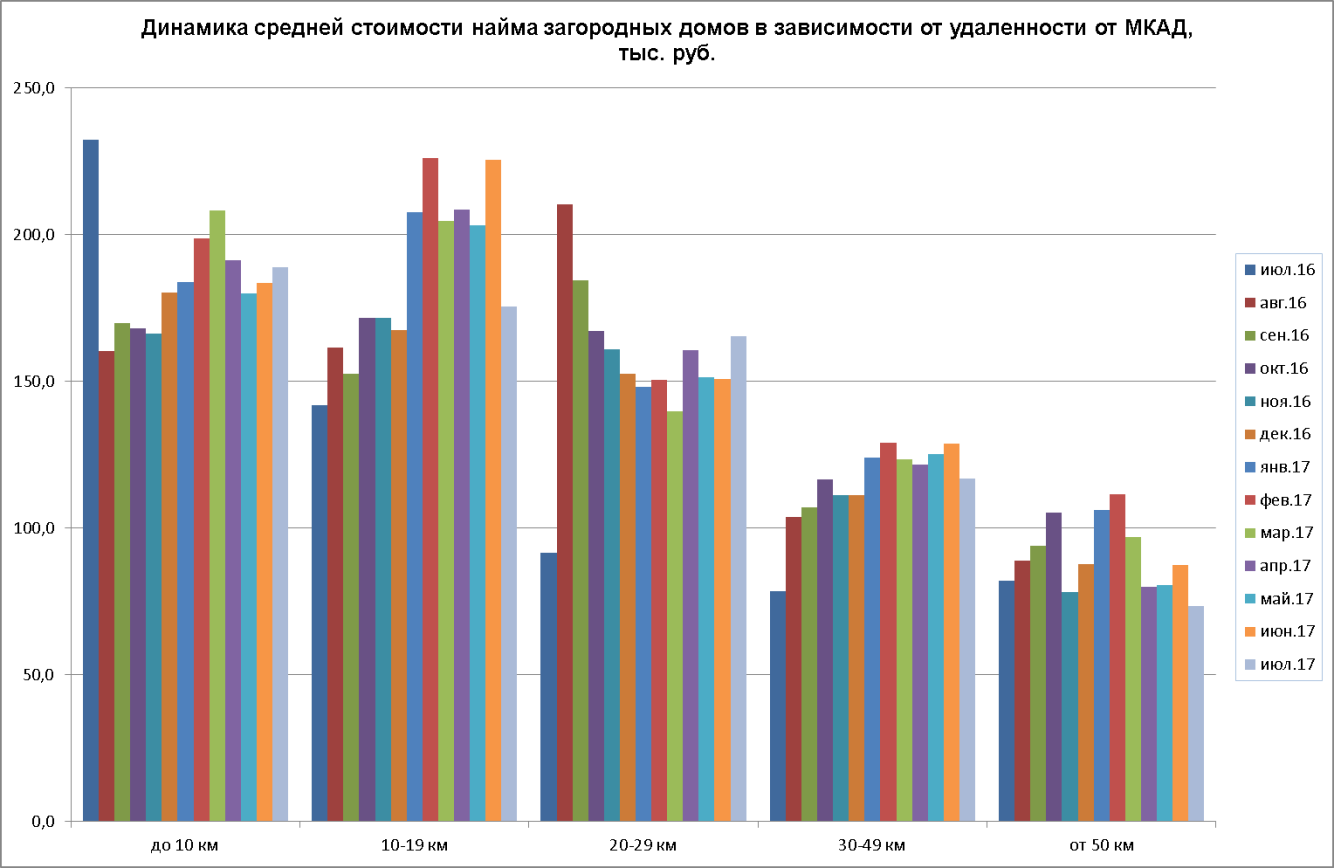 Динамика средней стоимости найма загородных домов в зависимости от удаленности от МКАД,
тыс. руб.
250,0
200,0
150,0
100,0
50,0
0,0
до 10 км
10-19 км
20-29 км
30-49 км
от 50 км
июл.16
авг.16
сен.16
окт.16
ноя.16
дек.16
янв.17
фев.17
мар.17
апр.17
май.17
июн.17
июл.17